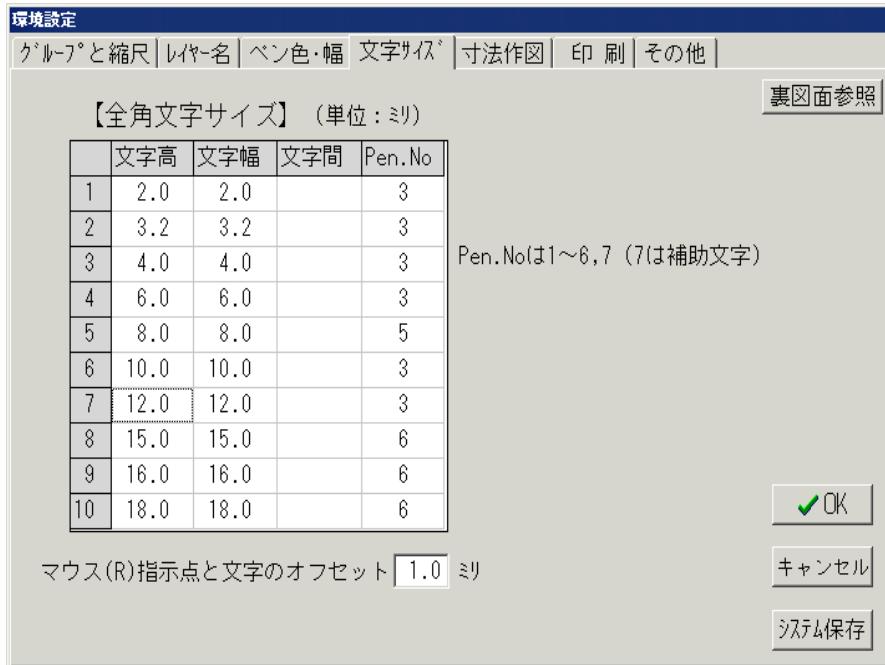 環境設定
ｸﾞﾙｰﾌﾟと縮尺 ﾚｲﾔｰ名 ペン色･幅 文字ｻｲｽﾞ 寸法作図 印 刷 その他
裏図面参照
【全角文字サイズ】 （単位：ﾐﾘ）
文字高 文字幅 文字間 Pen.No
1 2.0 2.0 3
2 3.2 3.2 3
3 4.0 4.0 3
Pen.Noは1～6,7（7は補助文字）
4 6.0 6.0 3
5 8.0 8.0 5
6 10.0 10.0 3
7 12.0 12.0 3
8 15.0 15.0 6
9 16.0 16.0 6
10 18.0 18.0 6
OK
マウス(R)指示点と文字のオフセット 1.0 ﾐﾘ
キャンセル
ｼｽﾃﾑ保存